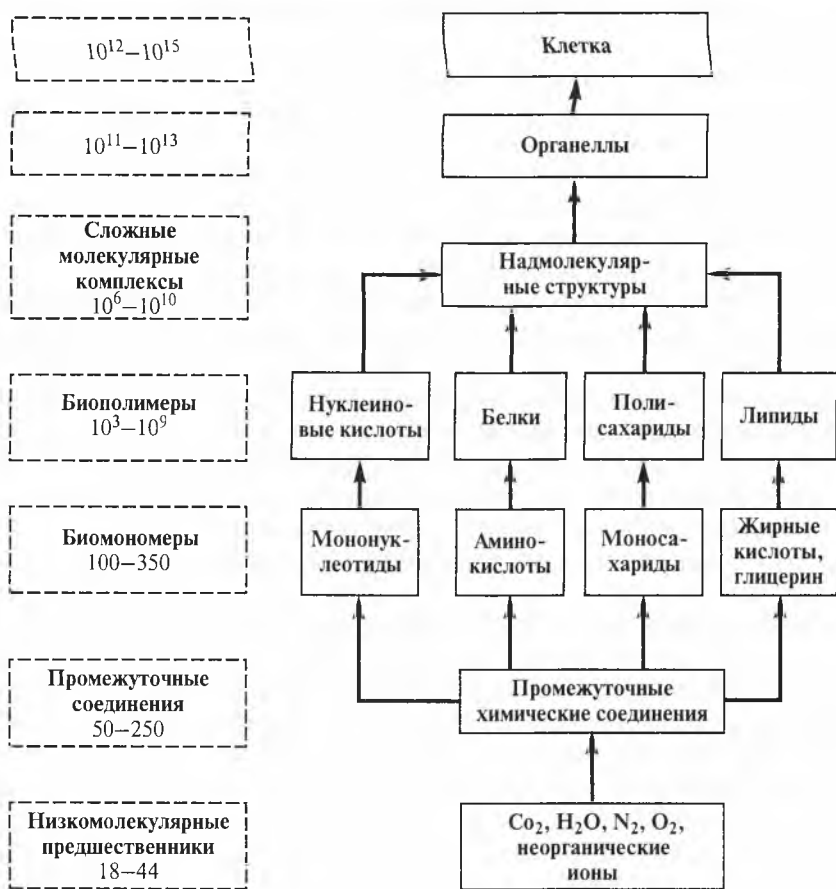 10¹²–10¹⁵
Клетка
10¹¹–10¹³
Органеллы
Сложные
молекулярные
комплексы
10⁶–10¹⁰
Надмолекуляр-
ные структуры
Биополимеры
10³–10⁹
Нуклеино-
вые кислоты
Белки
Поли-
сахариды
Липиды
Биомономеры
100–350
Мононук-
леотиды
Амино-
кислоты
Моноса-
хариды
Жирные
кислоты,
глицерин
Промежуточные
соединения
50–250
Промежуточные
химические соединения
Низкомолекулярные
предшественники
18–44
Co₂, H₂O, N₂, O₂,
неорганические
ионы